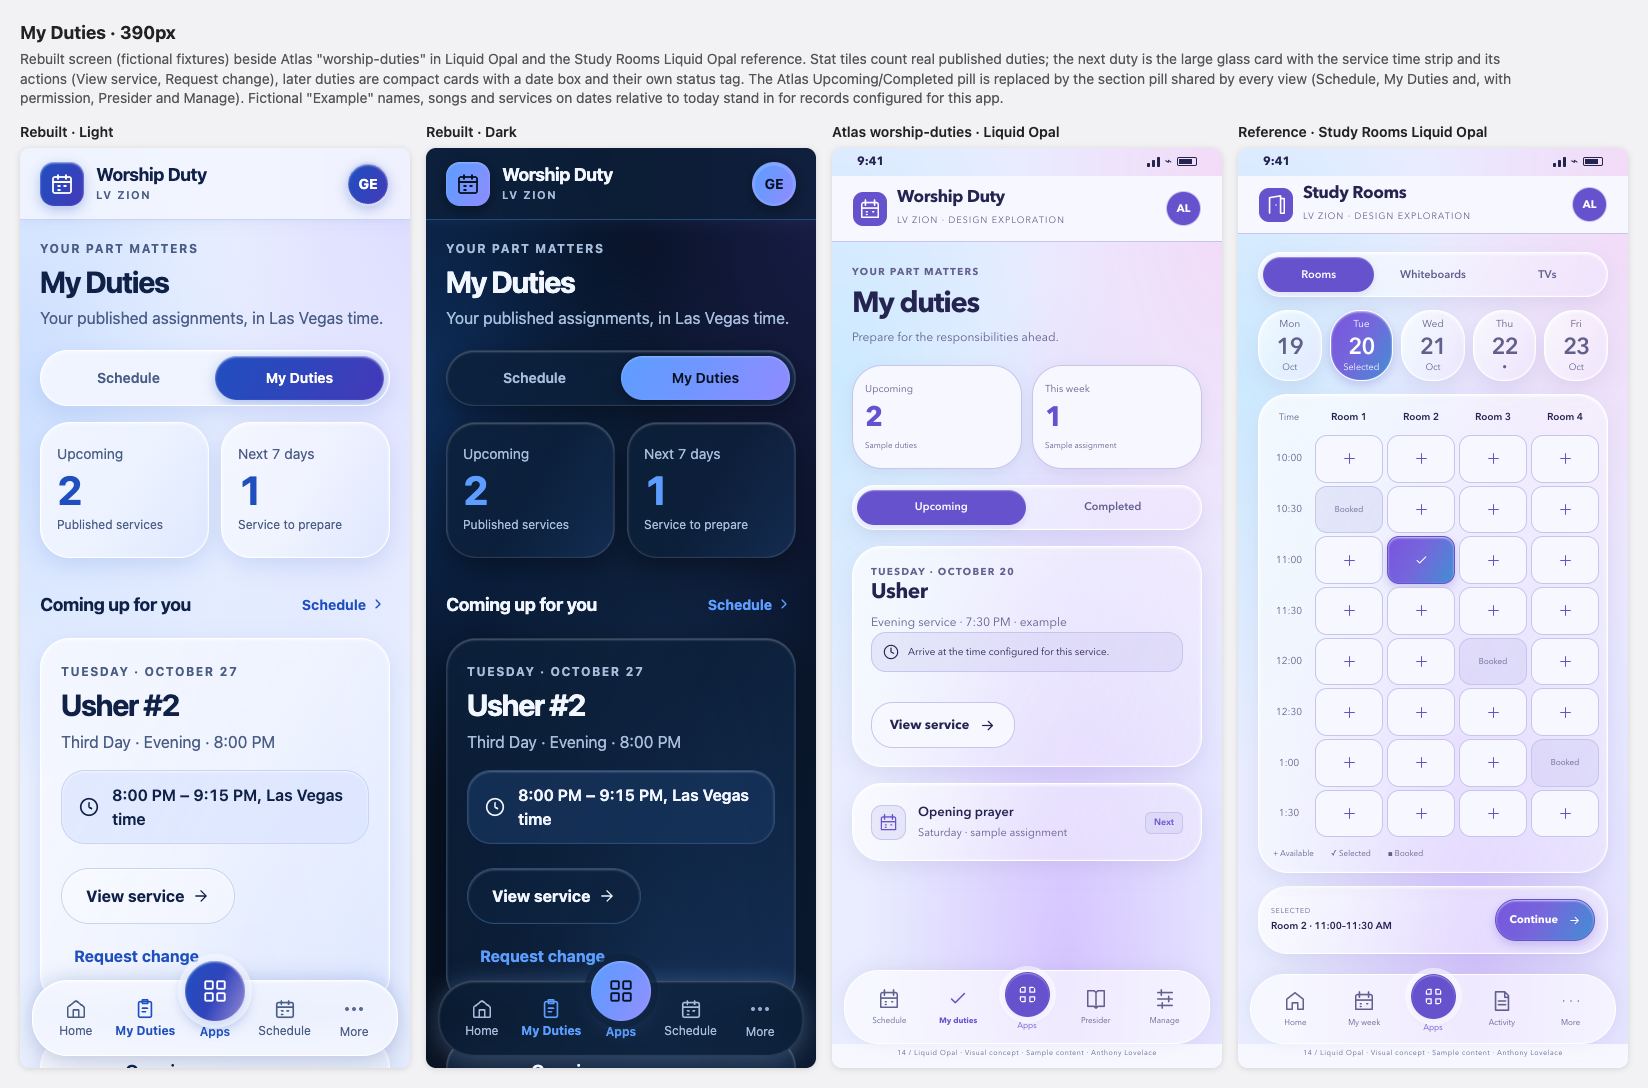 My Duties · 390px
Rebuilt screen (fictional fixtures) beside Atlas "worship-duties" in Liquid Opal and the Study Rooms Liquid Opal reference. Stat tiles count real published duties; the next duty is the large glass card with the service time strip and its
actions (View service, Request change), later duties are compact cards with a date box and their own status tag. The Atlas Upcoming/Completed pill is replaced by the section pill shared by every view (Schedule, My Duties and, with
permission, Presider and Manage). Fictional "Example" names, songs and services on dates relative to today stand in for records configured for this app.
Rebuilt · Light
Worship Duty
LV ZION
GE
YOUR PART MATTERS
My Duties
Your published assignments, in Las Vegas time.
Schedule
My Duties
Upcoming
2
Published services
Next 7 days
1
Service to prepare
Coming up for you
Schedule
TUESDAY · OCTOBER 27
Usher #2
Third Day · Evening · 8:00 PM
8:00 PM – 9:15 PM, Las Vegas
time
View service
Request change
Home
My Duties
Apps
Schedule
More
Rebuilt · Dark
Worship Duty
LV ZION
GE
YOUR PART MATTERS
My Duties
Your published assignments, in Las Vegas time.
Schedule
My Duties
Upcoming
2
Published services
Next 7 days
1
Service to prepare
Coming up for you
Schedule
TUESDAY · OCTOBER 27
Usher #2
Third Day · Evening · 8:00 PM
8:00 PM – 9:15 PM, Las Vegas
time
View service
Request change
Home
My Duties
Apps
Schedule
More
Atlas worship-duties · Liquid Opal
9:41
Worship Duty
LV ZION · DESIGN EXPLORATION
AL
YOUR PART MATTERS
My duties
Prepare for the responsibilities ahead.
Upcoming
2
Sample duties
This week
1
Sample assignment
Upcoming
Completed
TUESDAY · OCTOBER 20
Usher
Evening service · 7:30 PM · example
Arrive at the time configured for this service.
View service
Opening prayer
Saturday · sample assignment
Next
Schedule
My duties
Apps
Presider
Manage
14 / Liquid Opal · Visual concept · Sample content · Anthony Lovelace
Reference · Study Rooms Liquid Opal
9:41
Study Rooms
LV ZION · DESIGN EXPLORATION
AL
Rooms
Whiteboards
TVs
Mon
19
Oct
Tue
20
Selected
Wed
21
Oct
Thu
22
•
Fri
23
Oct
Time Room 1 Room 2 Room 3 Room 4
10:00 + + + +
10:30 Booked + + +
11:00 + ✓ + +
11:30 + + + +
12:00 + + Booked +
12:30 + + + +
1:00 + + + Booked
1:30 + + + +
+ Available ✓ Selected ■ Booked
SELECTED
Room 2 · 11:00–11:30 AM
Continue
Home
My week
Apps
Activity
More
14 / Liquid Opal · Visual concept · Sample content · Anthony Lovelace